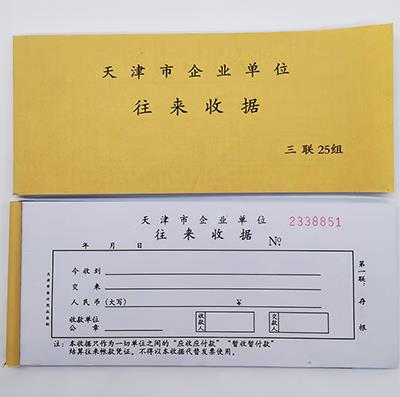 天津市企业单位
往来收据
三联25组
天津市企业单位
往来收据
№ 2338851
年 月 日
今收到
交来
人民币(大写) ¥
收款单位
公章
收款人
交款人
第一联：存根
注：本收据只作为一切单位之间的“应收应付款”“暂收暂付款”
结算往来帐款凭证。不得以本收据代替发票使用。